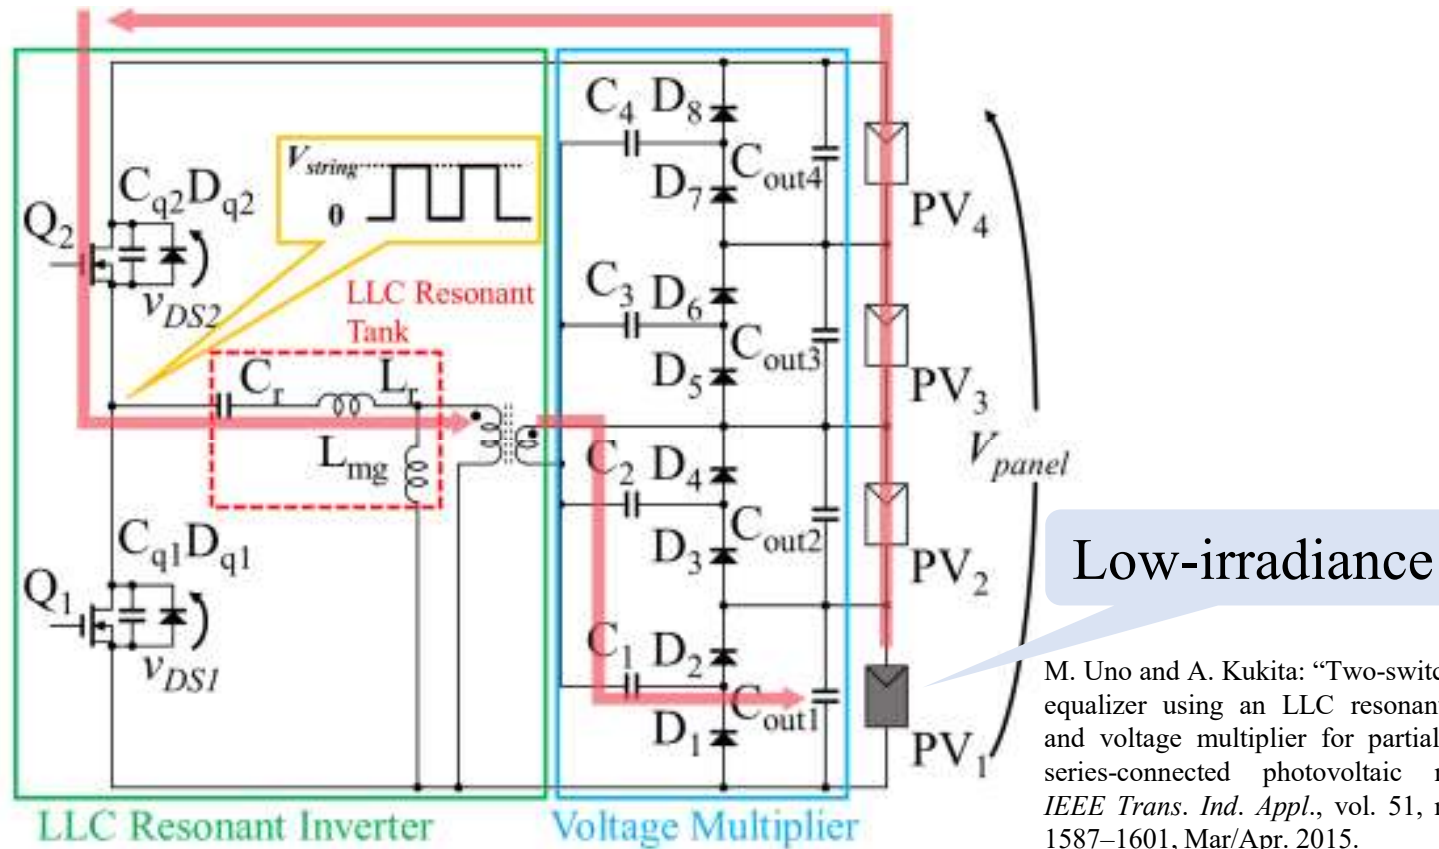 C4 D8
Vstring
0
Cq2Dq2
D7
Cout4
PV4
Q2
vDS2
LLC Resonant
Tank
C3 D6
D5
Cout3
PV3
Cr
Lr
Lmg
Vpanel
C2 D4
D3
Cout2
PV2
Low-irradiance
Cq1Dq1
Q1
vDS1
C1 D2
D1
Cout1
PV1
M. Uno and A. Kukita: “Two-switc
equalizer using an LLC resonant
and voltage multiplier for partial
series-connected photovoltaic
IEEE Trans. Ind. Appl., vol. 51,
1587–1601, Mar/Apr. 2015.
LLC Resonant Inverter
Voltage Multiplier